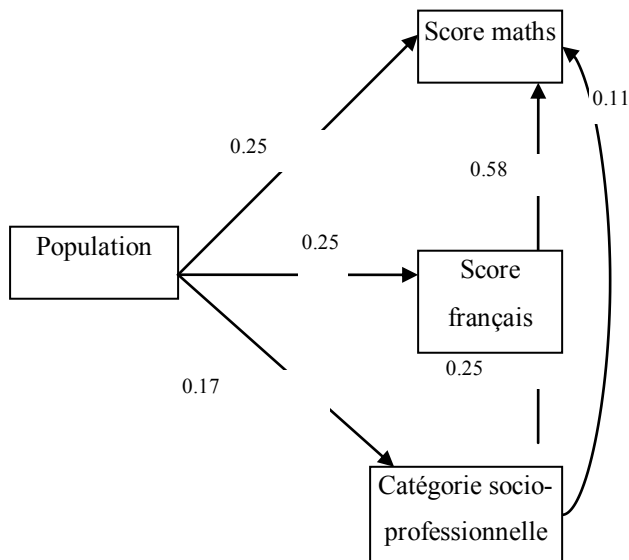 Score maths
0.11
0.25
0.58
Population
0.25
Score
français
0.17
0.25
Catégorie socio-
professionnelle